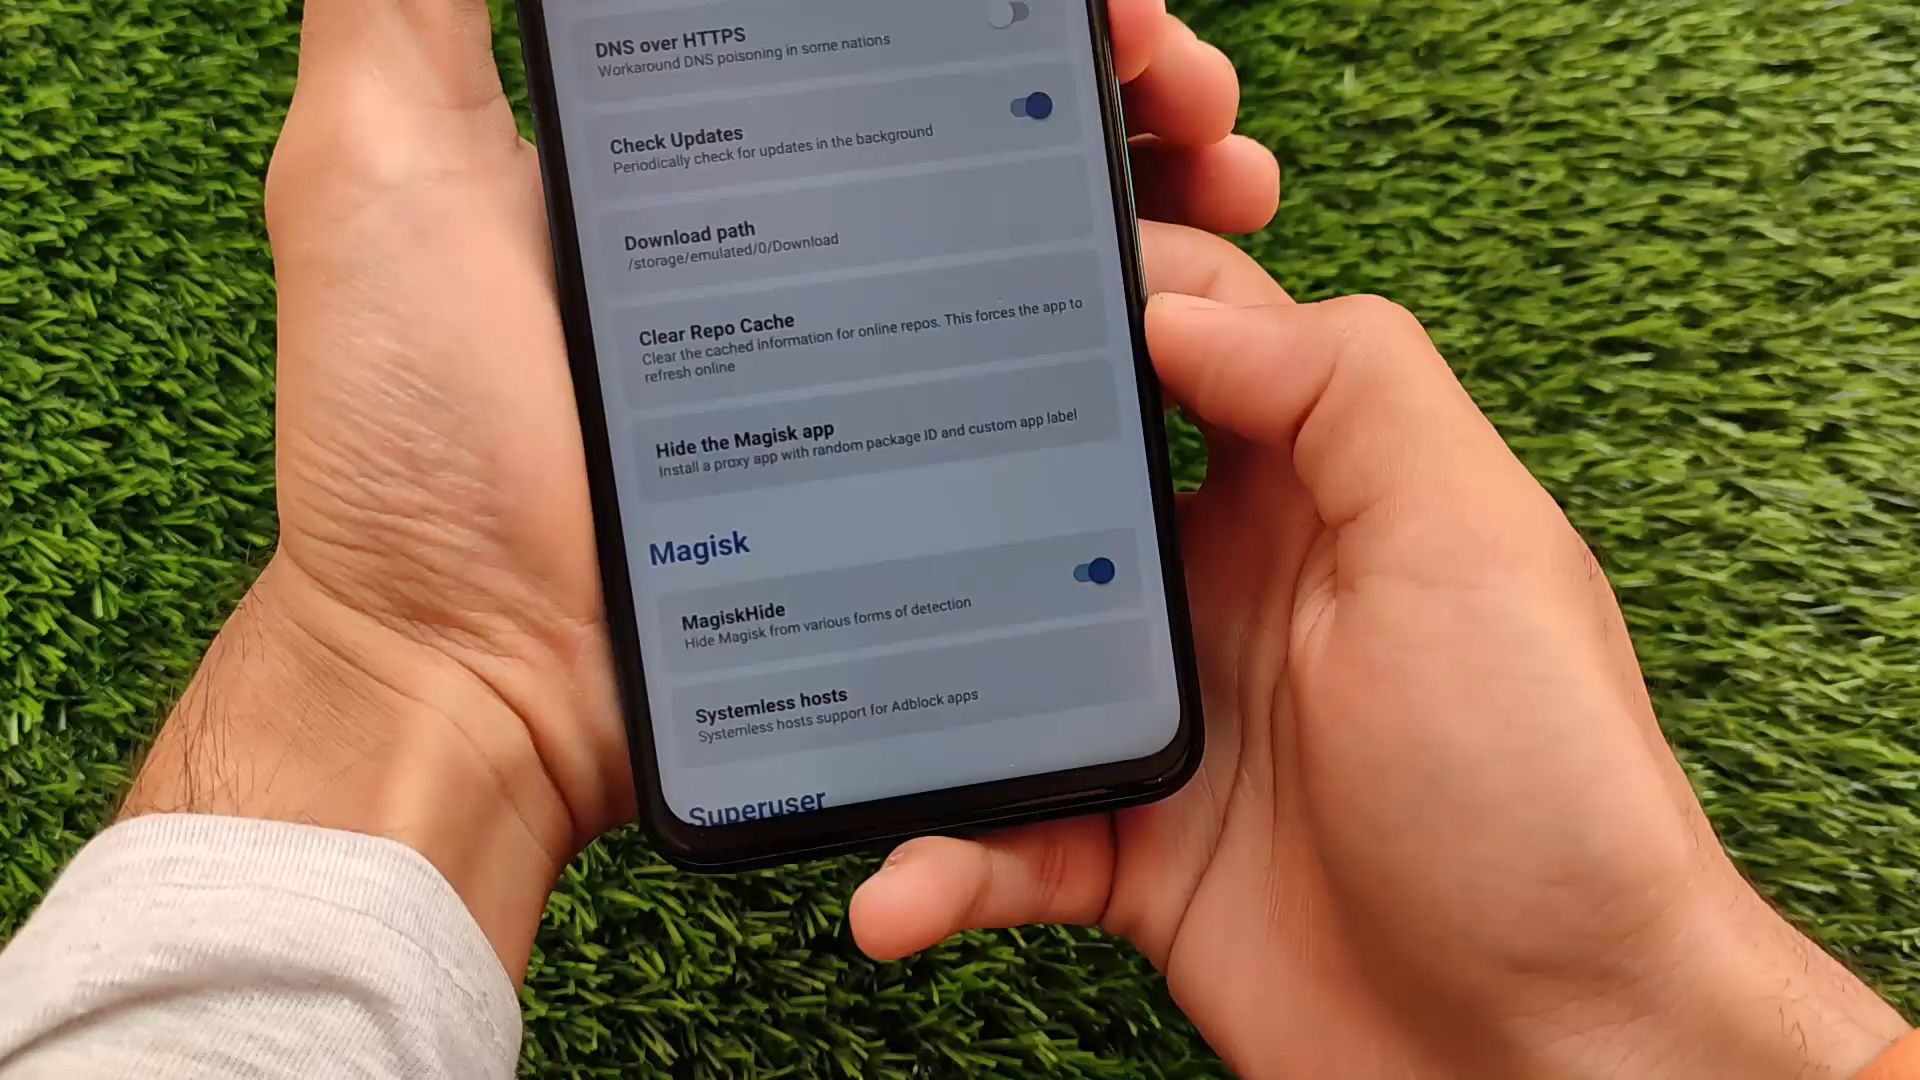 DNS over HTTPS
Workaround DNS poisoning in some nations
Check Updates
Periodically check for updates in the background
Download path
/storage/emulated/0/Download
Clear Repo Cache
Clear the cached information for online repos. This forces the app to
refresh online
Hide the Magisk app
Install a proxy app with random package ID and custom app label
Magisk
MagiskHide
Hide Magisk from various forms of detection
Systemless hosts
Systemless hosts support for Adblock apps
Superuser